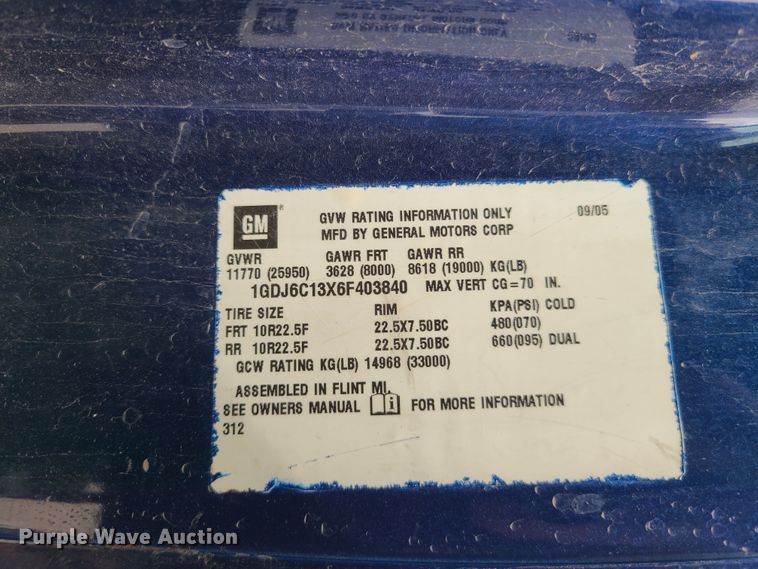 GM
GVW RATING INFORMATION ONLY 09/05
MFD BY GENERAL MOTORS CORP
GVWR GAWR FRT GAWR RR
11770 (25950) 3628 (8000) 8618 (19000) KG(LB)
1GDJ6C13X6F403840 MAX VERT CG=70 IN.
TIRE SIZE RIM KPA(PSI) COLD
FRT 10R22.5F 22.5X7.50BC 480(070)
RR 10R22.5F 22.5X7.50BC 660(095) DUAL
GCW RATING KG(LB) 14968 (33000)
ASSEMBLED IN FLINT MI.
SEE OWNERS MANUAL FOR MORE INFORMATION
312
Purple Wave Auction